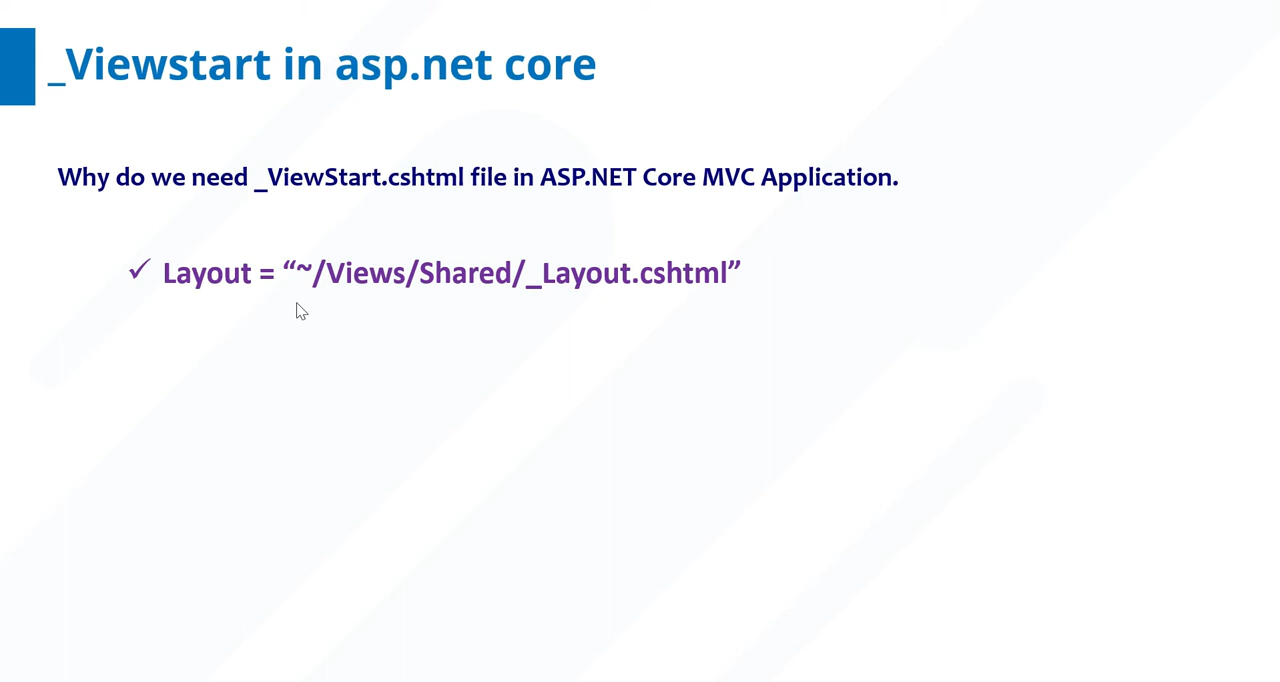 _Viewstart in asp.net core
Why do we need _ViewStart.cshtml file in ASP.NET Core MVC Application.
✓ Layout = “~/Views/Shared/_Layout.cshtml”